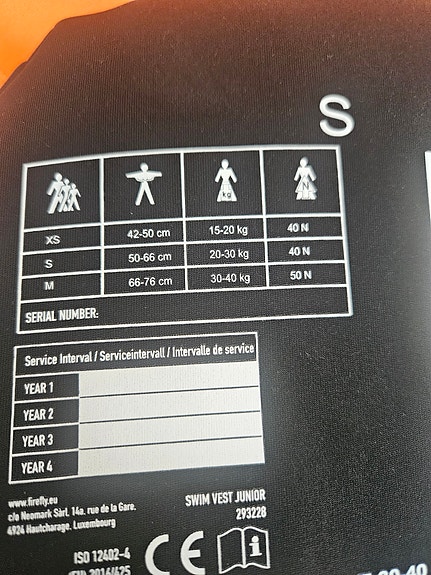 S
kg
N
XS 42-50 cm 15-20 kg 40 N
S 50-66 cm 20-30 kg 40 N
M 66-76 cm 30-40 kg 50 N
SERIAL NUMBER:
Service Interval / Serviceintervall / Intervalle de service
YEAR 1
YEAR 2
YEAR 3
YEAR 4
www.firefly.eu
c/o Neomark Sàrl. 14a. rue de la Gare.
4924 Hautcharage. Luxembourg
SWIM VEST JUNIOR
293228
ISO 12402-4
CE
i